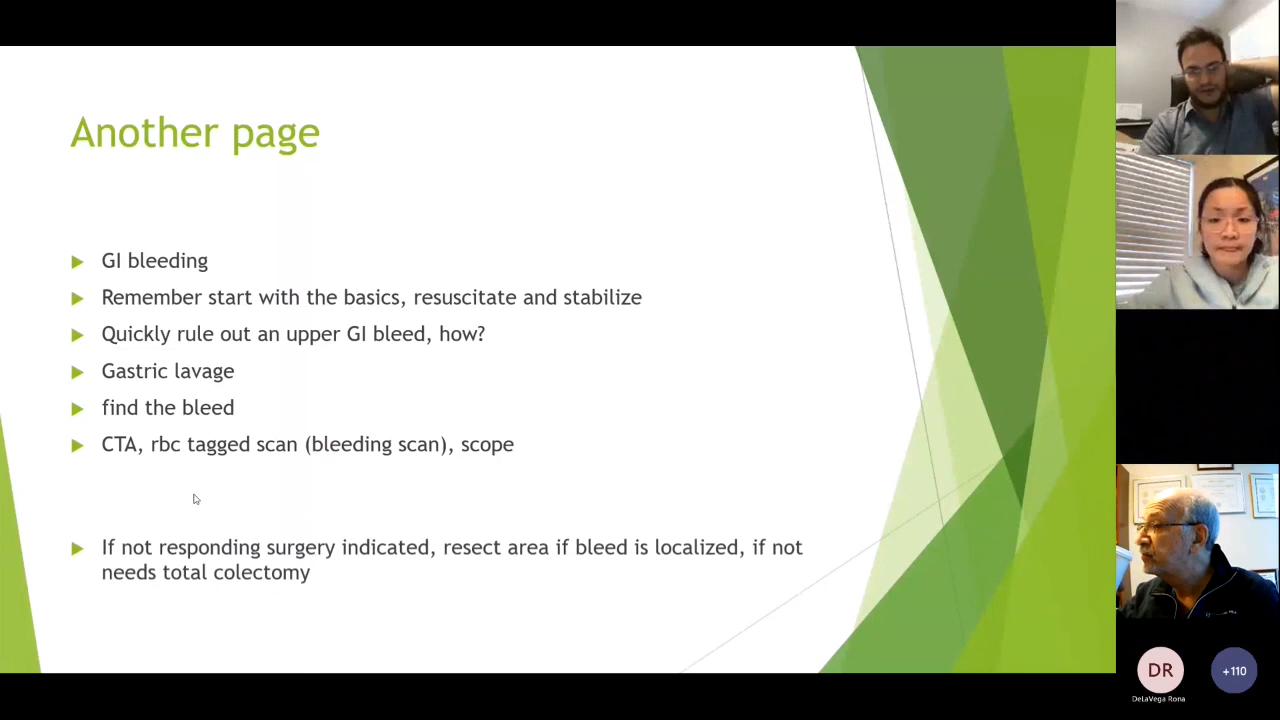 Another page
GI bleeding
Remember start with the basics, resuscitate and stabilize
Quickly rule out an upper GI bleed, how?
Gastric lavage
find the bleed
CTA, rbc tagged scan (bleeding scan), scope
If not responding surgery indicated, resect area if bleed is localized, if not
needs total colectomy
DR
+110
DeLaVega Rona